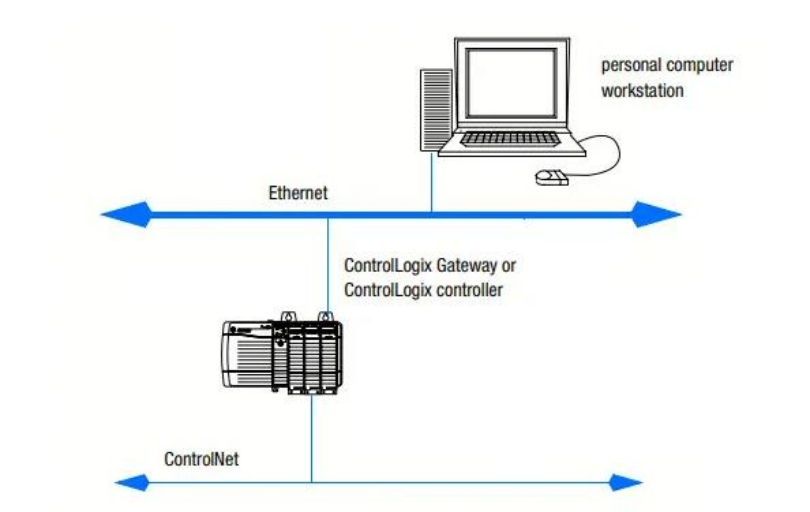 personal computer
workstation
Ethernet
ControlLogix Gateway or
ControlLogix controller
ControlNet